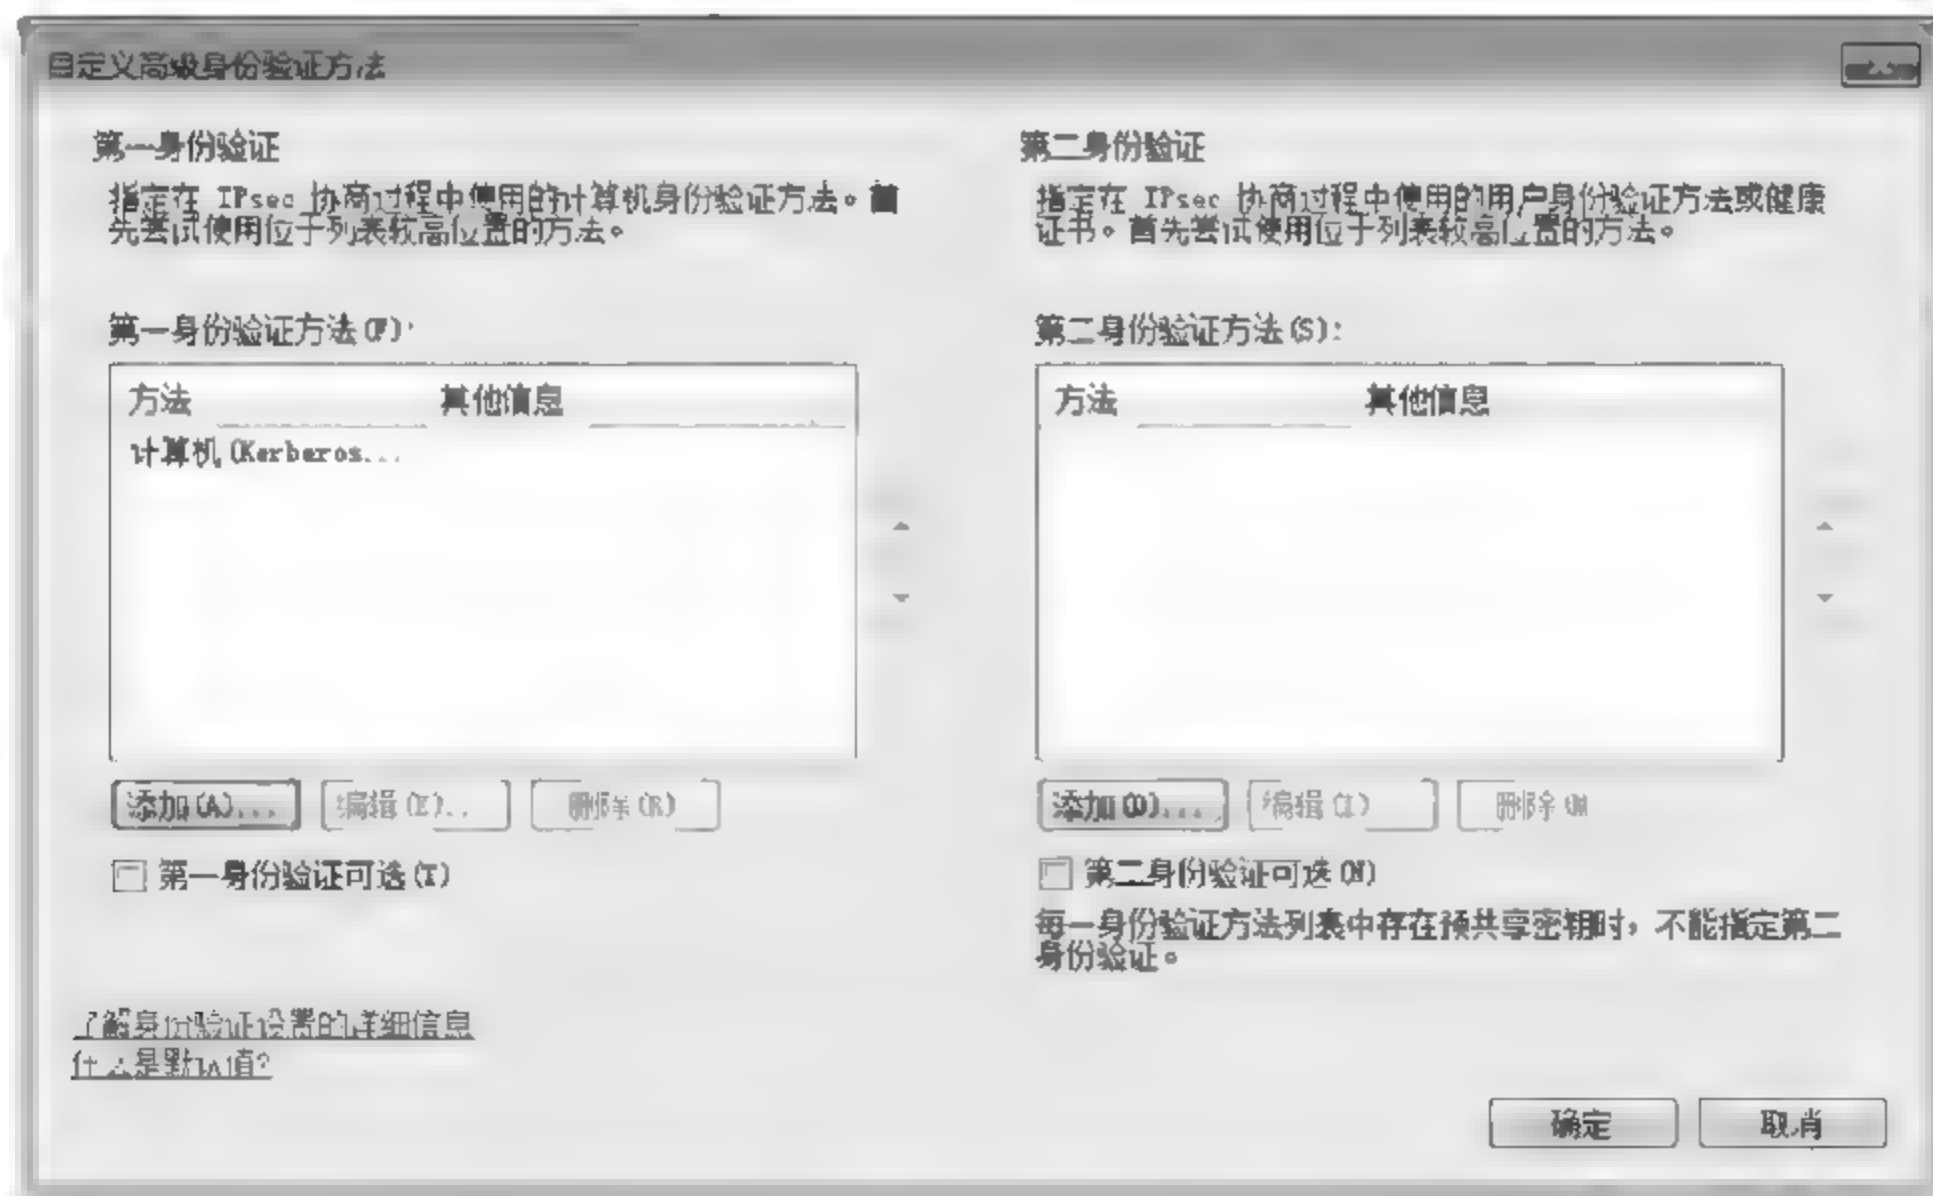 自定义高级身份验证方法
第一身份验证
指定在 IPsec 协商过程中使用的计算机身份验证方法。首
先尝试使用位于列表较高位置的方法。
第一身份验证方法(F):
方法 其他信息
计算机(Kerberos...
添加(A)... 编辑(E)... 删除(R)
第一身份验证可选(T)
第二身份验证
指定在 IPsec 协商过程中使用的用户身份验证方法或健康
证书。首先尝试使用位于列表较高位置的方法。
第二身份验证方法(S):
方法 其他信息
添加(D)... 编辑(I) 删除(M
第二身份验证可选(N)
每一身份验证方法列表中存在预共享密钥时，不能指定第二
身份验证。
了解身份验证设置的详细信息
什么是默认值?
确定 取消